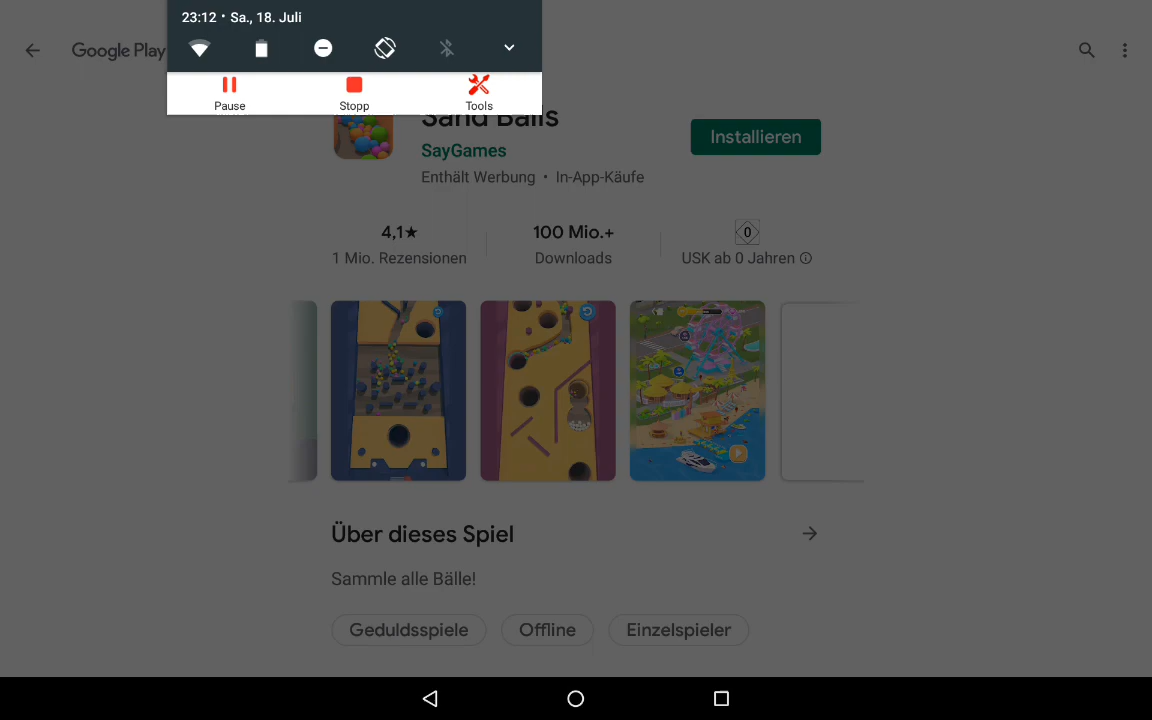 23:12 • Sa., 18. Juli
Google Play
Pause
Stopp
Tools
Sand Balls
SayGames
Installieren
Enthält Werbung • In-App-Käufe
4,1★
100 Mio.+
0
1 Mio. Rezensionen
Downloads
USK ab 0 Jahren
Über dieses Spiel
Sammle alle Bälle!
Geduldsspiele
Offline
Einzelspieler